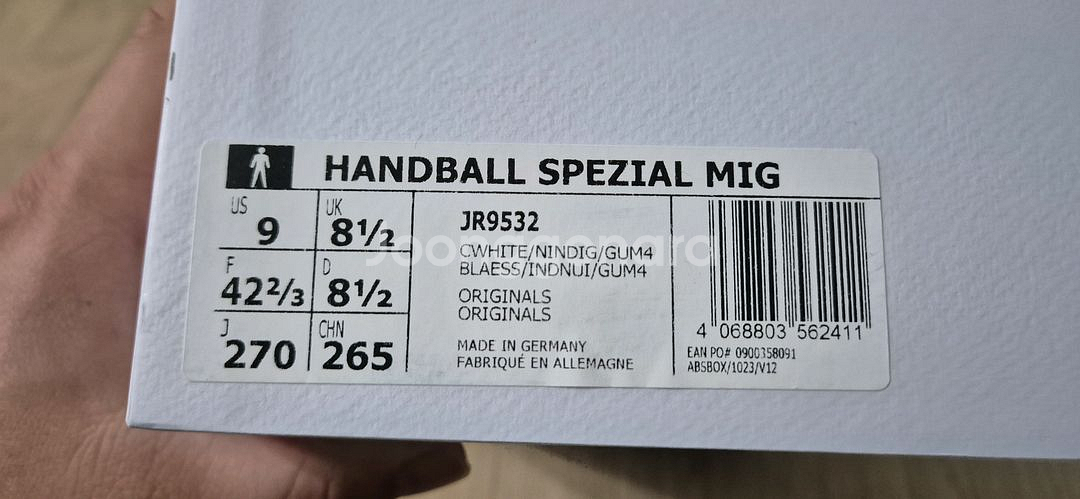 HANDBALL SPEZIAL MIG
US
9
UK
8½
F
42⅔
D
8½
J
270
CHN
265
JR9532
CWHITE/NINDIG/GUM4
BLAESS/INDNUI/GUM4
ORIGINALS
ORIGINALS
MADE IN GERMANY
FABRIQUÉ EN ALLEMAGNE
4 068803 562411
EAN PO# 0900358091
ABSBOX/1023/V12
joongonara